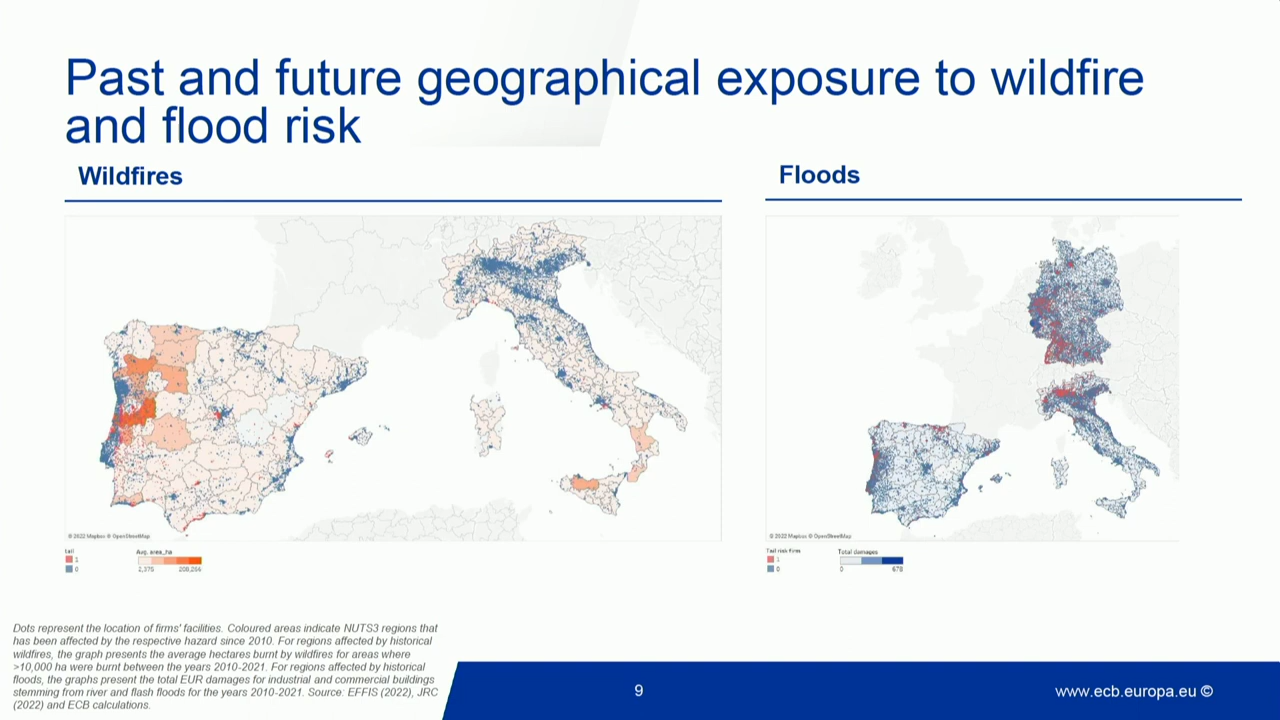 Past and future geographical exposure to wildfire
and flood risk
Wildfires
Floods
© 2022 Mapbox © OpenStreetMap
© 2022 Mapbox © OpenStreetMap
tail
1
0
Avg. area_ha
2,375
208,266
Tail risk firms
1
0
Total damages
0
678
Dots represent the location of firms' facilities. Coloured areas indicate NUTS3 regions that
has been affected by the respective hazard since 2010. For regions affected by historical
wildfires, the graph presents the average hectares burnt by wildfires for areas where
>10,000 ha were burnt between the years 2010-2021. For regions affected by historical
floods, the graphs present the total EUR damages for industrial and commercial buildings
stemming from river and flash floods for the years 2010-2021. Source: EFFIS (2022), JRC
(2022) and ECB calculations.
9
www.ecb.europa.eu ©